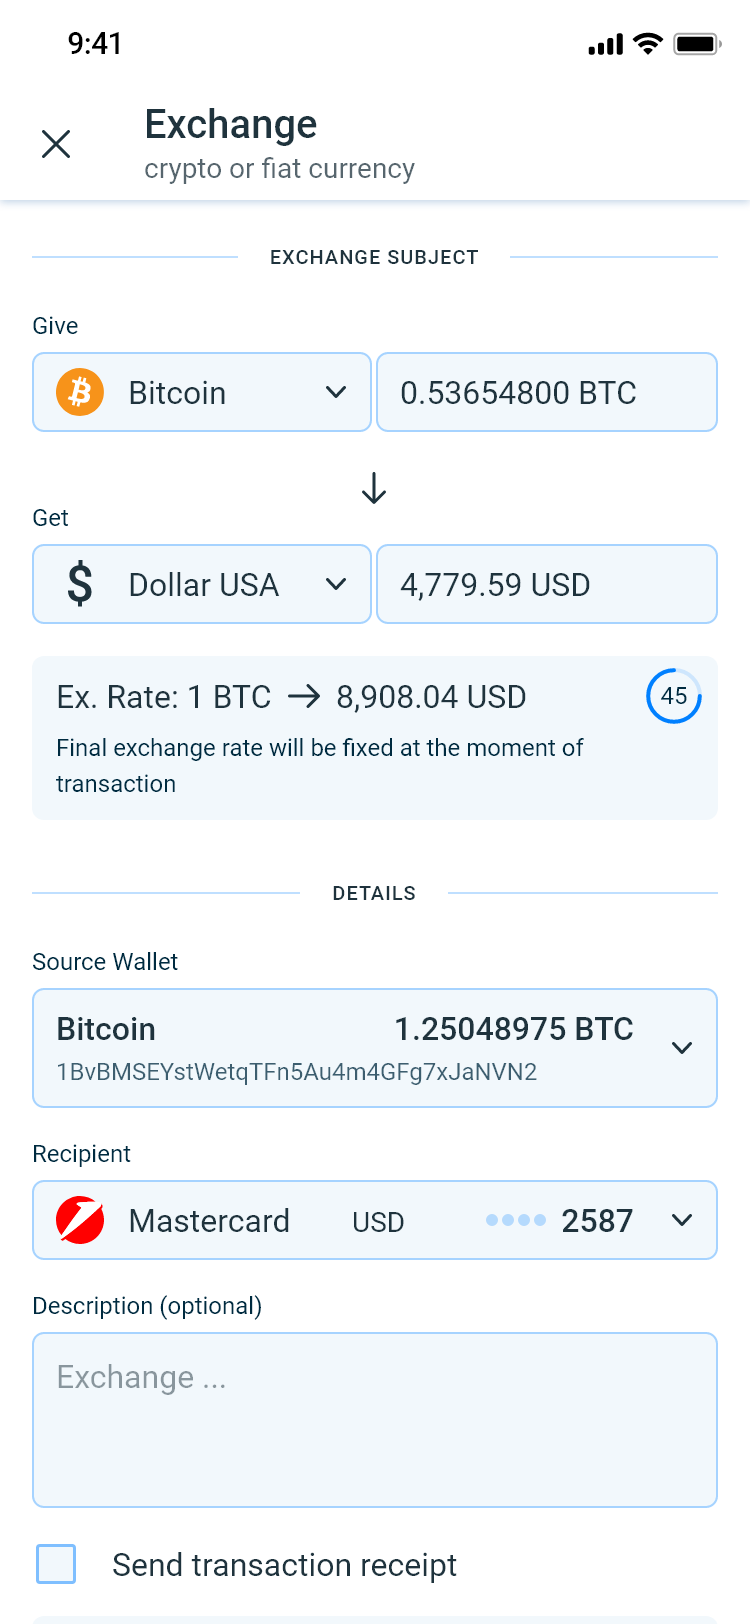 9:41
Exchange
crypto or fiat currency
EXCHANGE SUBJECT
Give
Bitcoin 0.53654800 BTC
Get
$ Dollar USA 4,779.59 USD
Ex. Rate: 1 BTC → 8,908.04 USD 45
Final exchange rate will be fixed at the moment of
transaction
DETAILS
Source Wallet
Bitcoin 1.25048975 BTC
1BvBMSEYstWetqTFn5Au4m4GFg7xJaNVN2
Recipient
Mastercard USD •••• 2587
Description (optional)
Exchange ...
Send transaction receipt